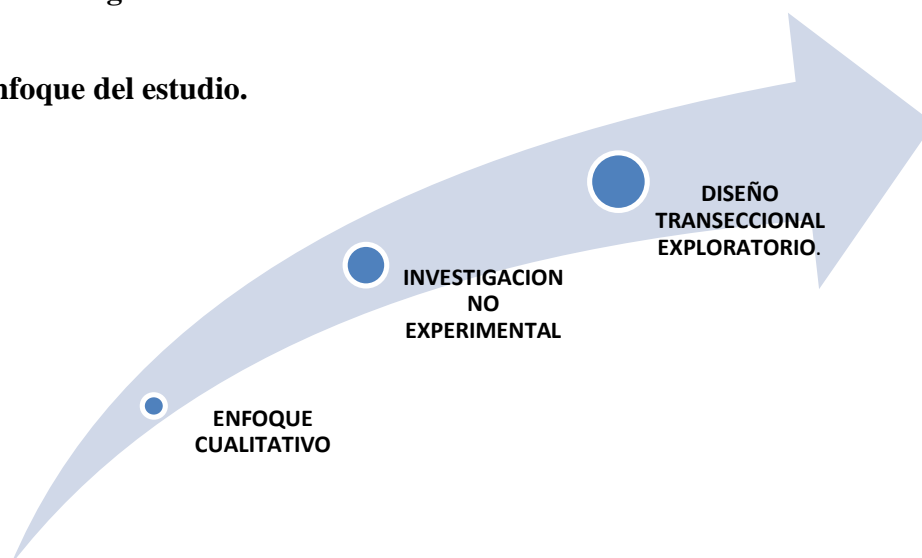 nfoque del estudio.
DISEÑO
TRANSECCIONAL
EXPLORATORIO.
INVESTIGACION
NO
EXPERIMENTAL
ENFOQUE
CUALITATIVO